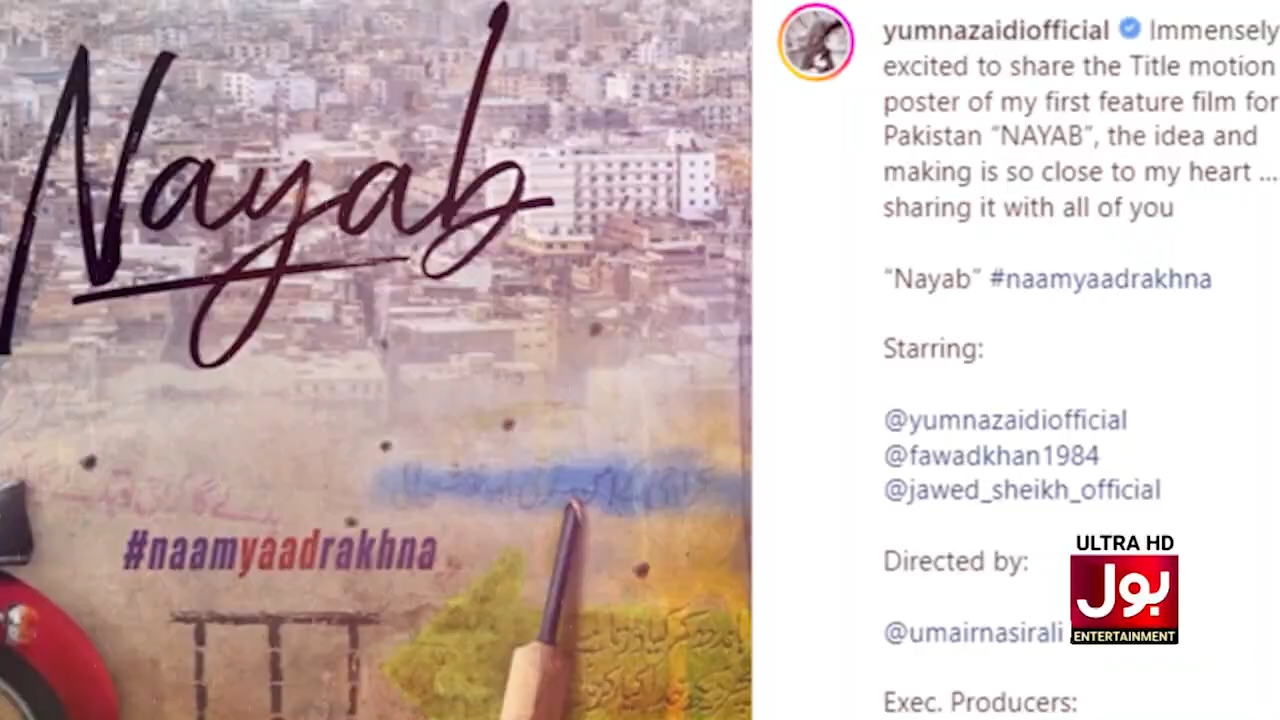 Nayab
#naamyaadrakhna
yumnazaidiofficial Immensely
excited to share the Title motion
poster of my first feature film for
Pakistan “NAYAB”, the idea and
making is so close to my heart ...
sharing it with all of you
“Nayab” #naamyaadrakhna
Starring:
@yumnazaidiofficial
@fawadkhan1984
@jawed_sheikh_official
Directed by:
@umairnasirali
Exec. Producers:
ULTRA HD
بول
ENTERTAINMENT